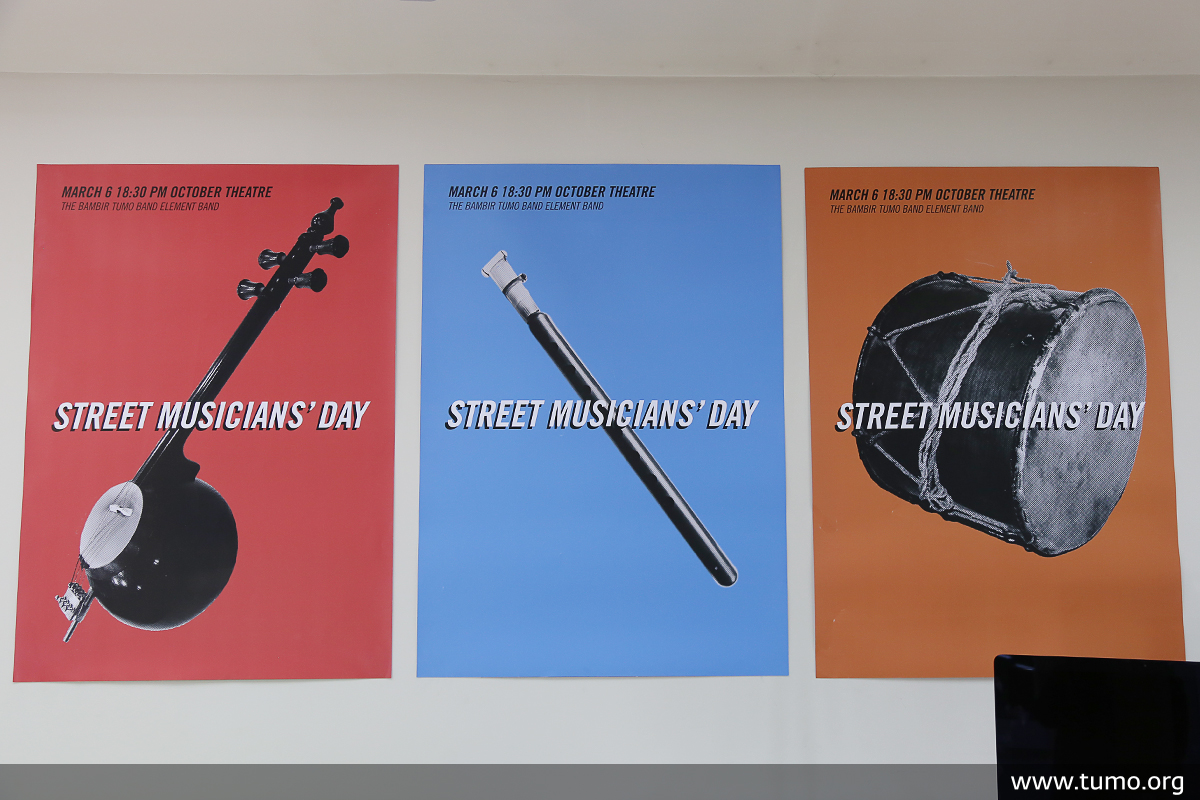 MARCH 6 18:30 PM OCTOBER THEATRE
THE BAMBIR TUMO BAND ELEMENT BAND
STREET MUSICIANS' DAY
MARCH 6 18:30 PM OCTOBER THEATRE
THE BAMBIR TUMO BAND ELEMENT BAND
STREET MUSICIANS' DAY
MARCH 6 18:30 PM OCTOBER THEATRE
THE BAMBIR TUMO BAND ELEMENT BAND
STREET MUSICIANS' DAY
www.tumo.org